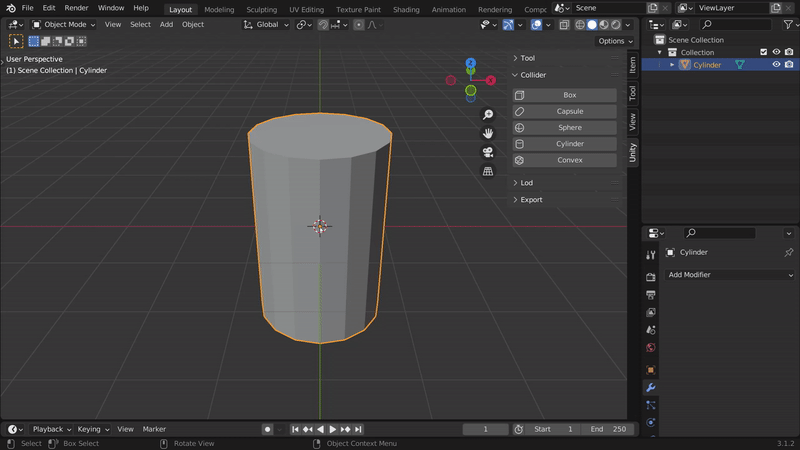 File Edit Render Window Help Layout Modeling Sculpting UV Editing Texture Paint Shading Animation Rendering Scene ViewLayer
Object Mode View Select Add Object Global
Options
User Perspective
(1) Scene Collection | Cylinder
Z
X
Tool
Collider
Box
Capsule
Sphere
Cylinder
Convex
Lod
Export
Item
Tool
View
Unity
Scene Collection
Collection
Cylinder
Cylinder
Add Modifier
Playback Keying View Marker 1 Start 1 End 250
Select Box Select Rotate View Object Context Menu 3.1.2